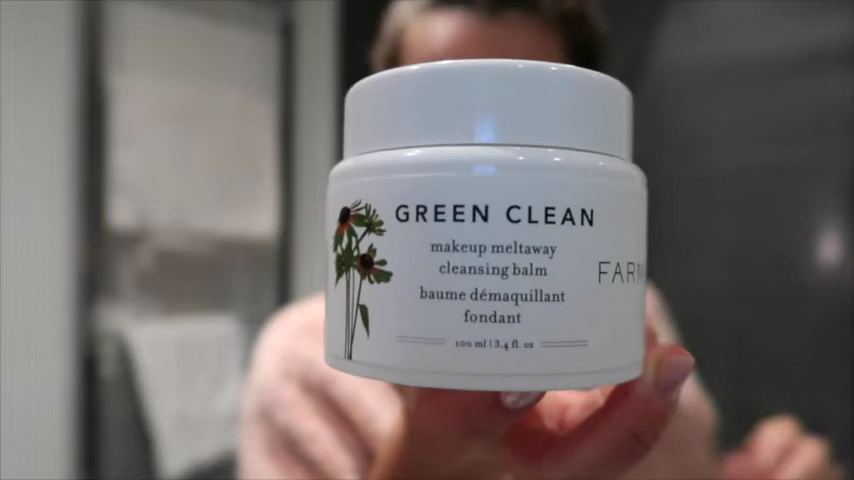 GREEN CLEAN
makeup meltaway
cleansing balm
baume démaquillant
fondant
100 ml | 3.4 fl. oz
FARM